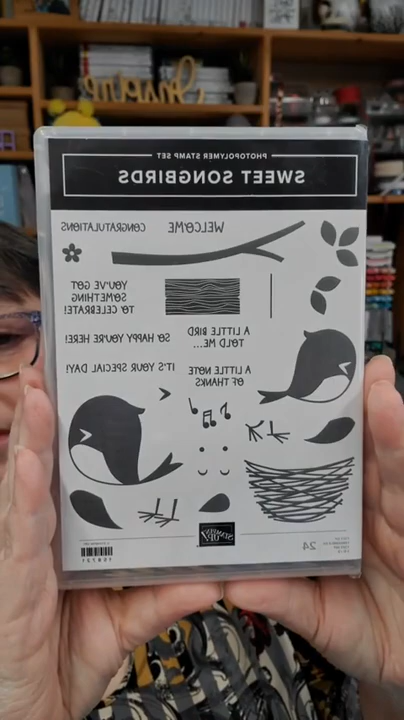 Inspire
PHOTOPOLYMER STAMP SET
SWEET SONGBIRDS
WELCOME
CONGRATULATIONS
YOU'VE GOT
SOMETHING
TO CELEBRATE!
A LITTLE BIRD
TOLD ME...
SO HAPPY YOU'RE HERE!
A LITTLE NOTE
OF THANKS
IT'S YOUR SPECIAL DAY!
STAMPIN' UP!
24